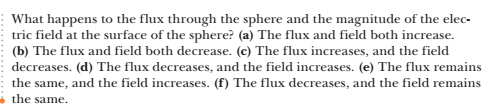 What happens to the flux through the sphere and the magnitude of the elec-
tric field at the surface of the sphere? (a) The flux and field both increase.
(b) The flux and field both decrease. (c) The flux increases, and the field
decreases. (d) The flux decreases, and the field increases. (e) The flux remains
the same, and the field increases. (f) The flux decreases, and the field remains
the same.